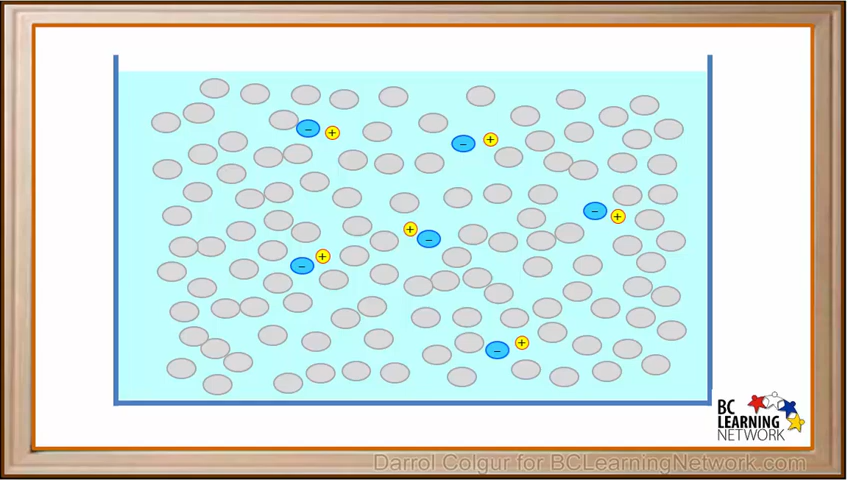 − +
− +
− +
+ −
− +
− +
BC
LEARNING
NETWORK
Darrol Colgur for BCLearningNetwork.com